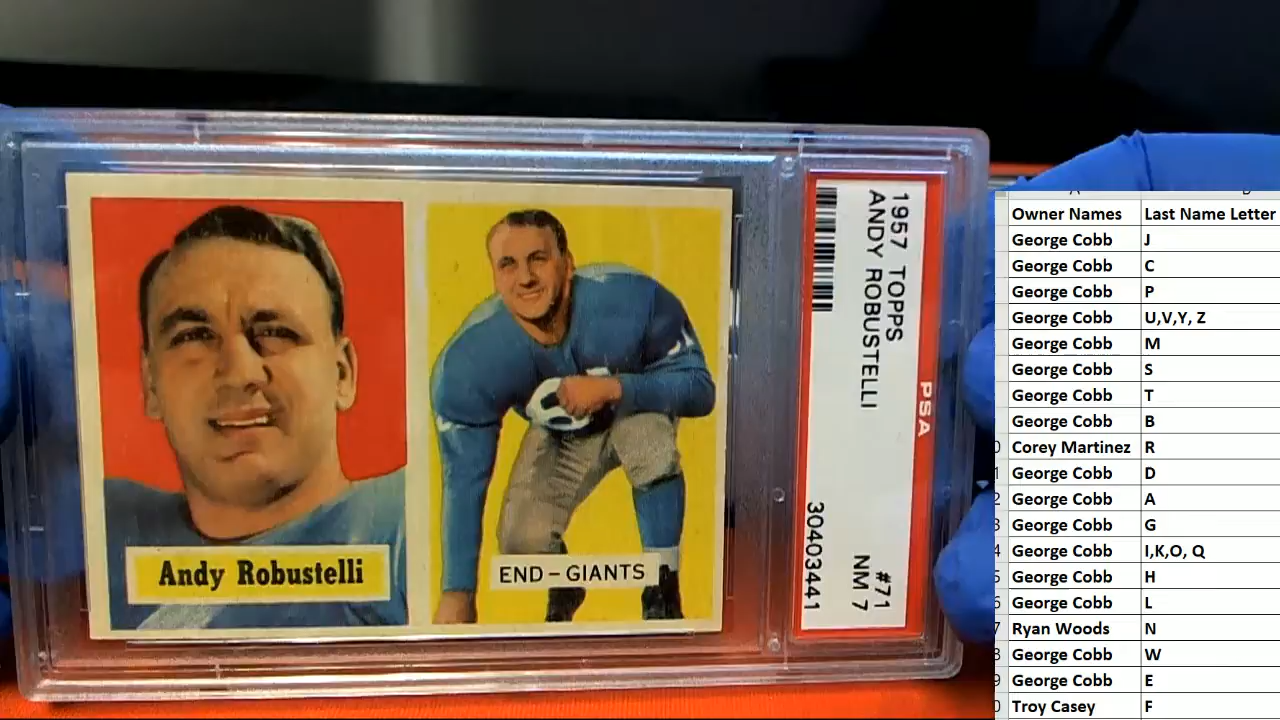 Andy Robustelli
END - GIANTS
1957 TOPPS
ANDY ROBUSTELLI
#71
NM 7
PSA
30403441
Owner Names Last Name Letter
George Cobb J
George Cobb C
George Cobb P
George Cobb U,V,Y, Z
George Cobb M
George Cobb S
George Cobb T
George Cobb B
Corey Martinez R
George Cobb D
George Cobb A
George Cobb G
George Cobb I,K,O, Q
George Cobb H
George Cobb L
Ryan Woods N
George Cobb W
George Cobb E
Troy Casey F